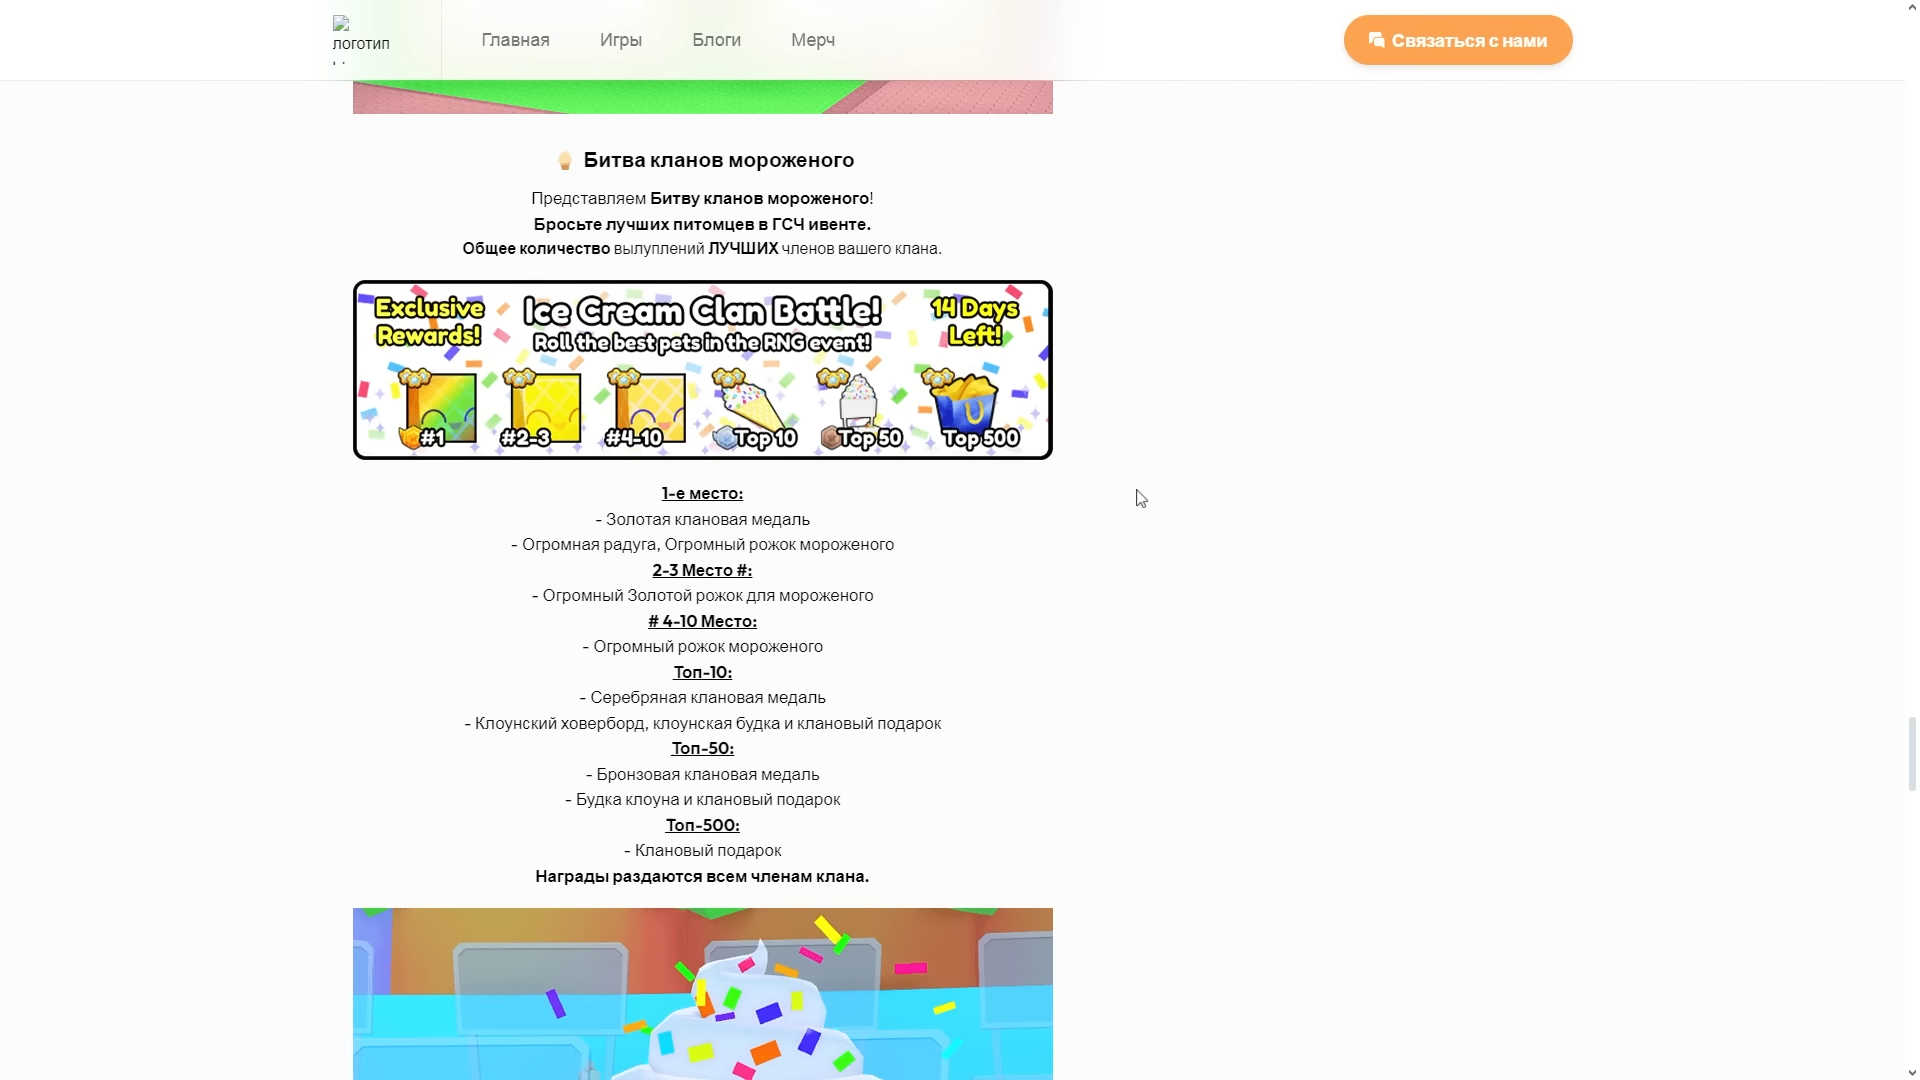 логотип
Главная
Игры
Блоги
Мерч
Связаться с нами
Битва кланов мороженого
Представляем Битву кланов мороженого!
Бросьте лучших питомцев в ГСЧ ивенте.
Общее количество вылуплений ЛУЧШИХ членов вашего клана.
Exclusive
Rewards!
Ice Cream Clan Battle!
Roll the best pets in the RNG event!
14 Days
Left!
#1
#2-3
#4-10
Top 10
Top 50
Top 500
1-е место:
- Золотая клановая медаль
- Огромная радуга, Огромный рожок мороженого
2-3 Место #:
- Огромный Золотой рожок для мороженого
# 4-10 Место:
- Огромный рожок мороженого
Топ-10:
- Серебряная клановая медаль
- Клоунский ховерборд, клоунская будка и клановый подарок
Топ-50:
- Бронзовая клановая медаль
- Будка клоуна и клановый подарок
Топ-500:
- Клановый подарок
Награды раздаются всем членам клана.